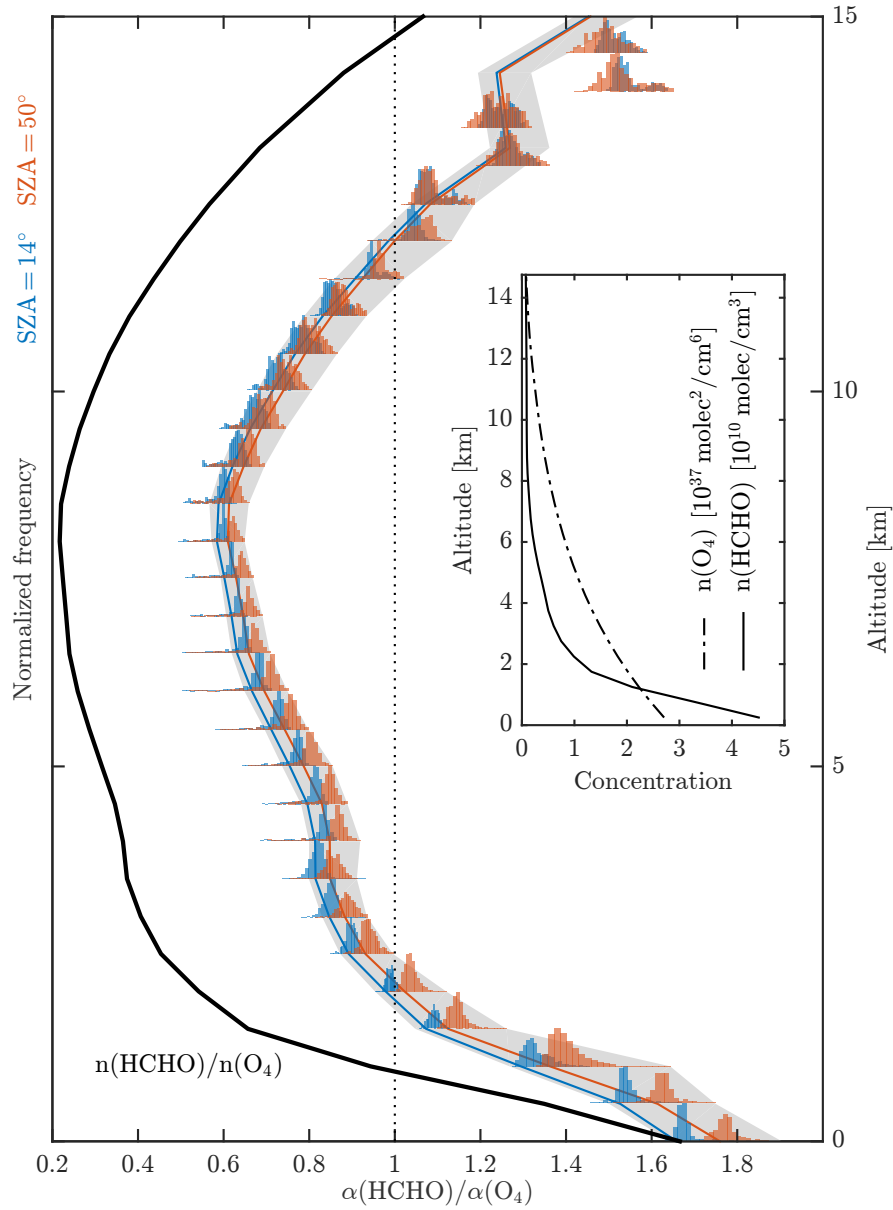 SZA = 14° SZA = 50°
Normalized frequency
15
10
5
0
Altitude [km]
n(HCHO)/n(O₄)
0.2 0.4 0.6 0.8 1 1.2 1.4 1.6 1.8
α(HCHO)/α(O₄)
14
12
10
8
6
4
2
0
Altitude [km]
n(O₄) [10³⁷ molec²/cm⁶]
n(HCHO) [10¹⁰ molec/cm³]
0 1 2 3 4 5
Concentration